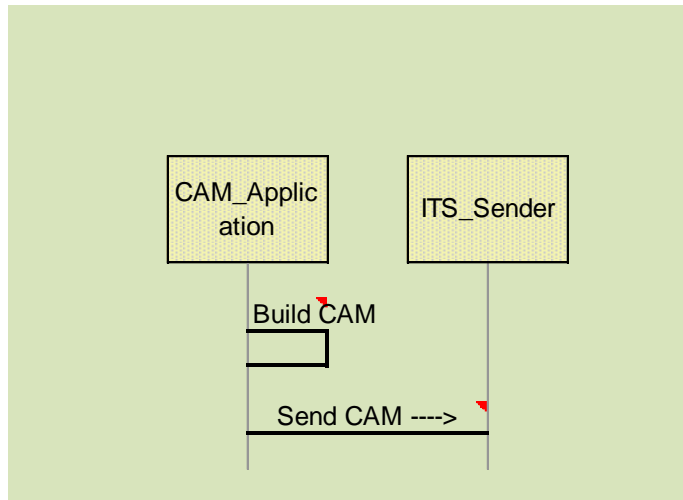 CAM_Applic
ation
ITS_Sender
Build CAM
Send CAM ---->